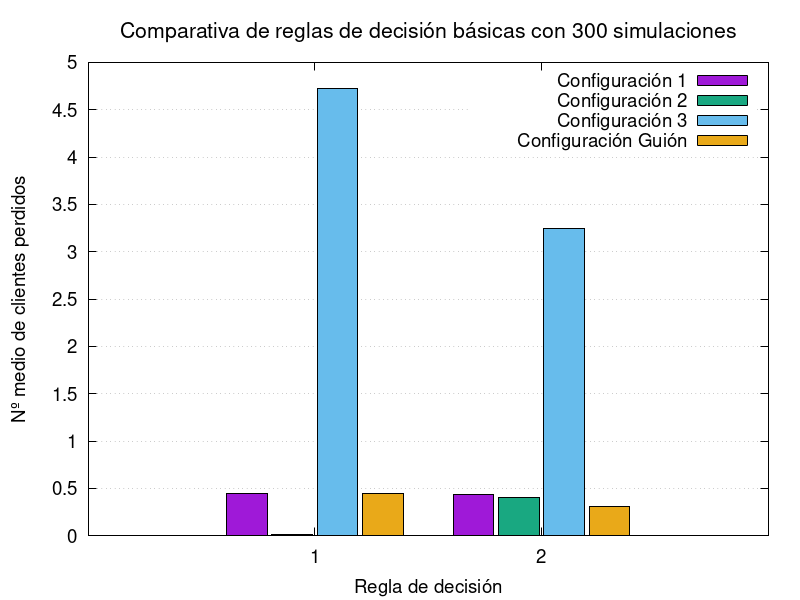 Comparativa de reglas de decisión básicas con 300 simulaciones
Configuración 1
Configuración 2
Configuración 3
Configuración Guión
Nº medio de clientes perdidos
5
4.5
4
3.5
3
2.5
2
1.5
1
0.5
0
1
2
Regla de decisión